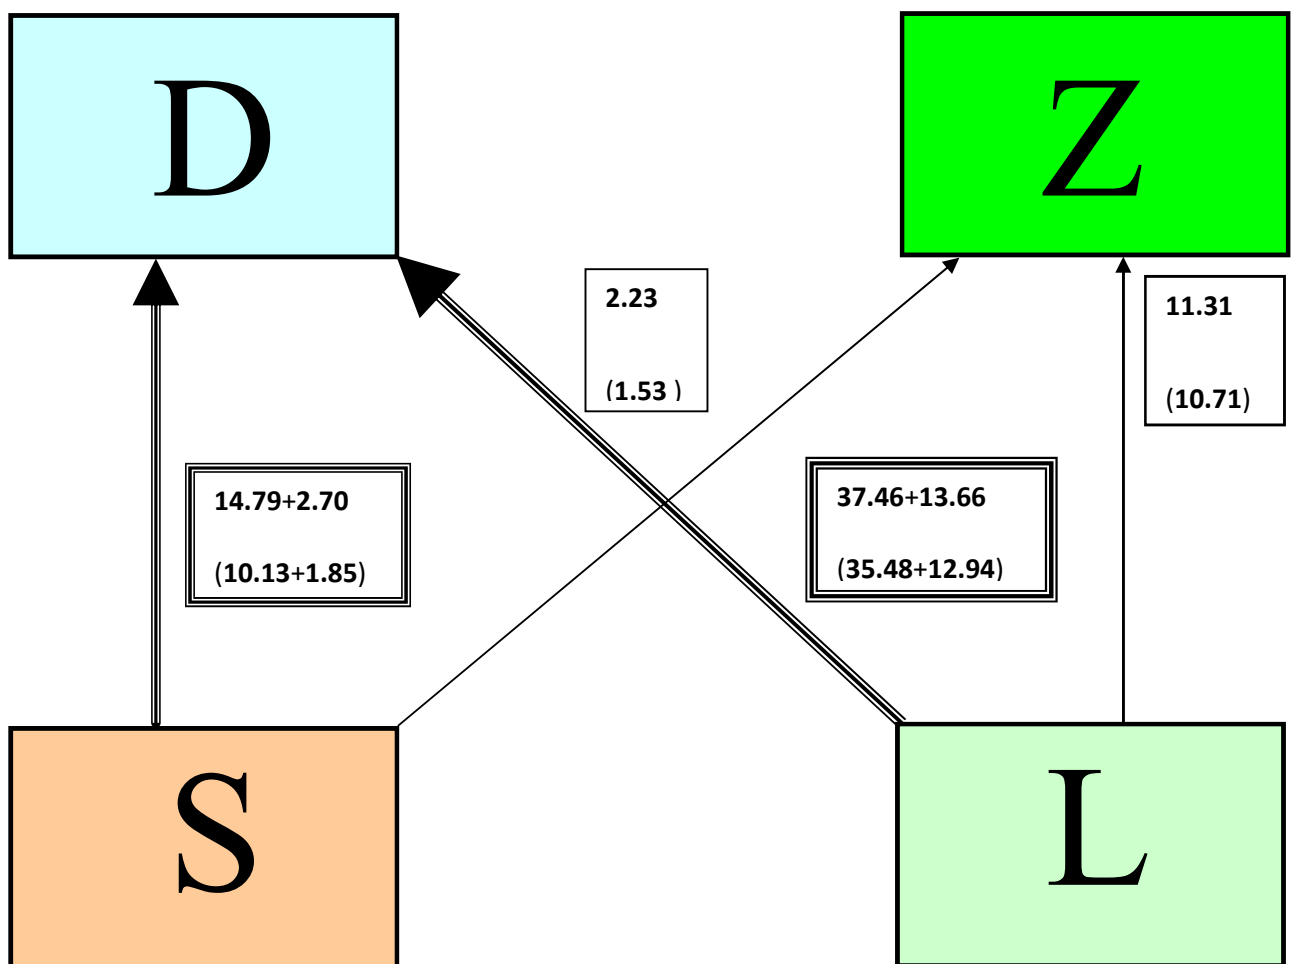 D
Z
2.23
(1.53 )
11.31
(10.71)
14.79+2.70
(10.13+1.85)
37.46+13.66
(35.48+12.94)
S
L